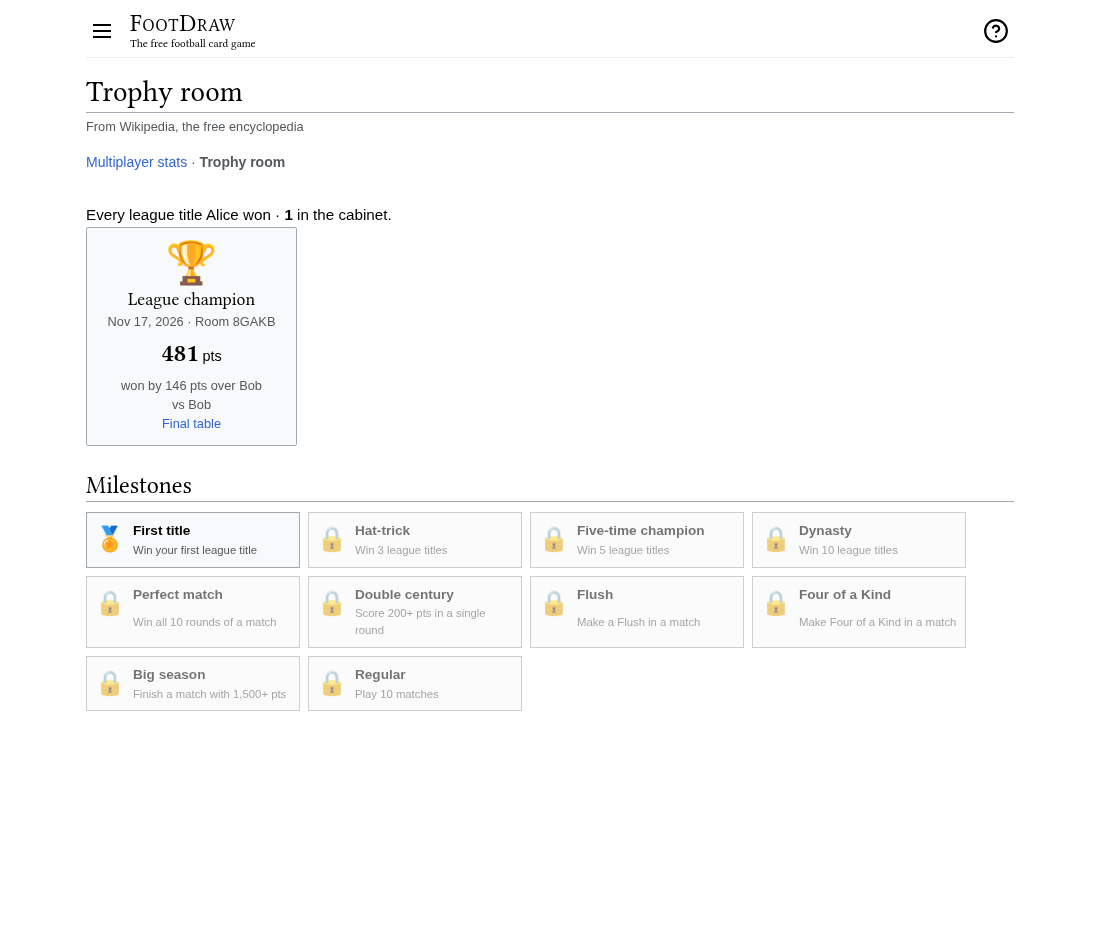 FootDraw
The free football card game
Trophy room
From Wikipedia, the free encyclopedia
Multiplayer stats · Trophy room
Every league title Alice won · 1 in the cabinet.
League champion
Nov 17, 2026 · Room 8GAKB
481 pts
won by 146 pts over Bob
vs Bob
Final table
Milestones
First title
Win your first league title
Hat-trick
Win 3 league titles
Five-time champion
Win 5 league titles
Dynasty
Win 10 league titles
Perfect match
Win all 10 rounds of a match
Double century
Score 200+ pts in a single
round
Flush
Make a Flush in a match
Four of a Kind
Make Four of a Kind in a match
Big season
Finish a match with 1,500+ pts
Regular
Play 10 matches